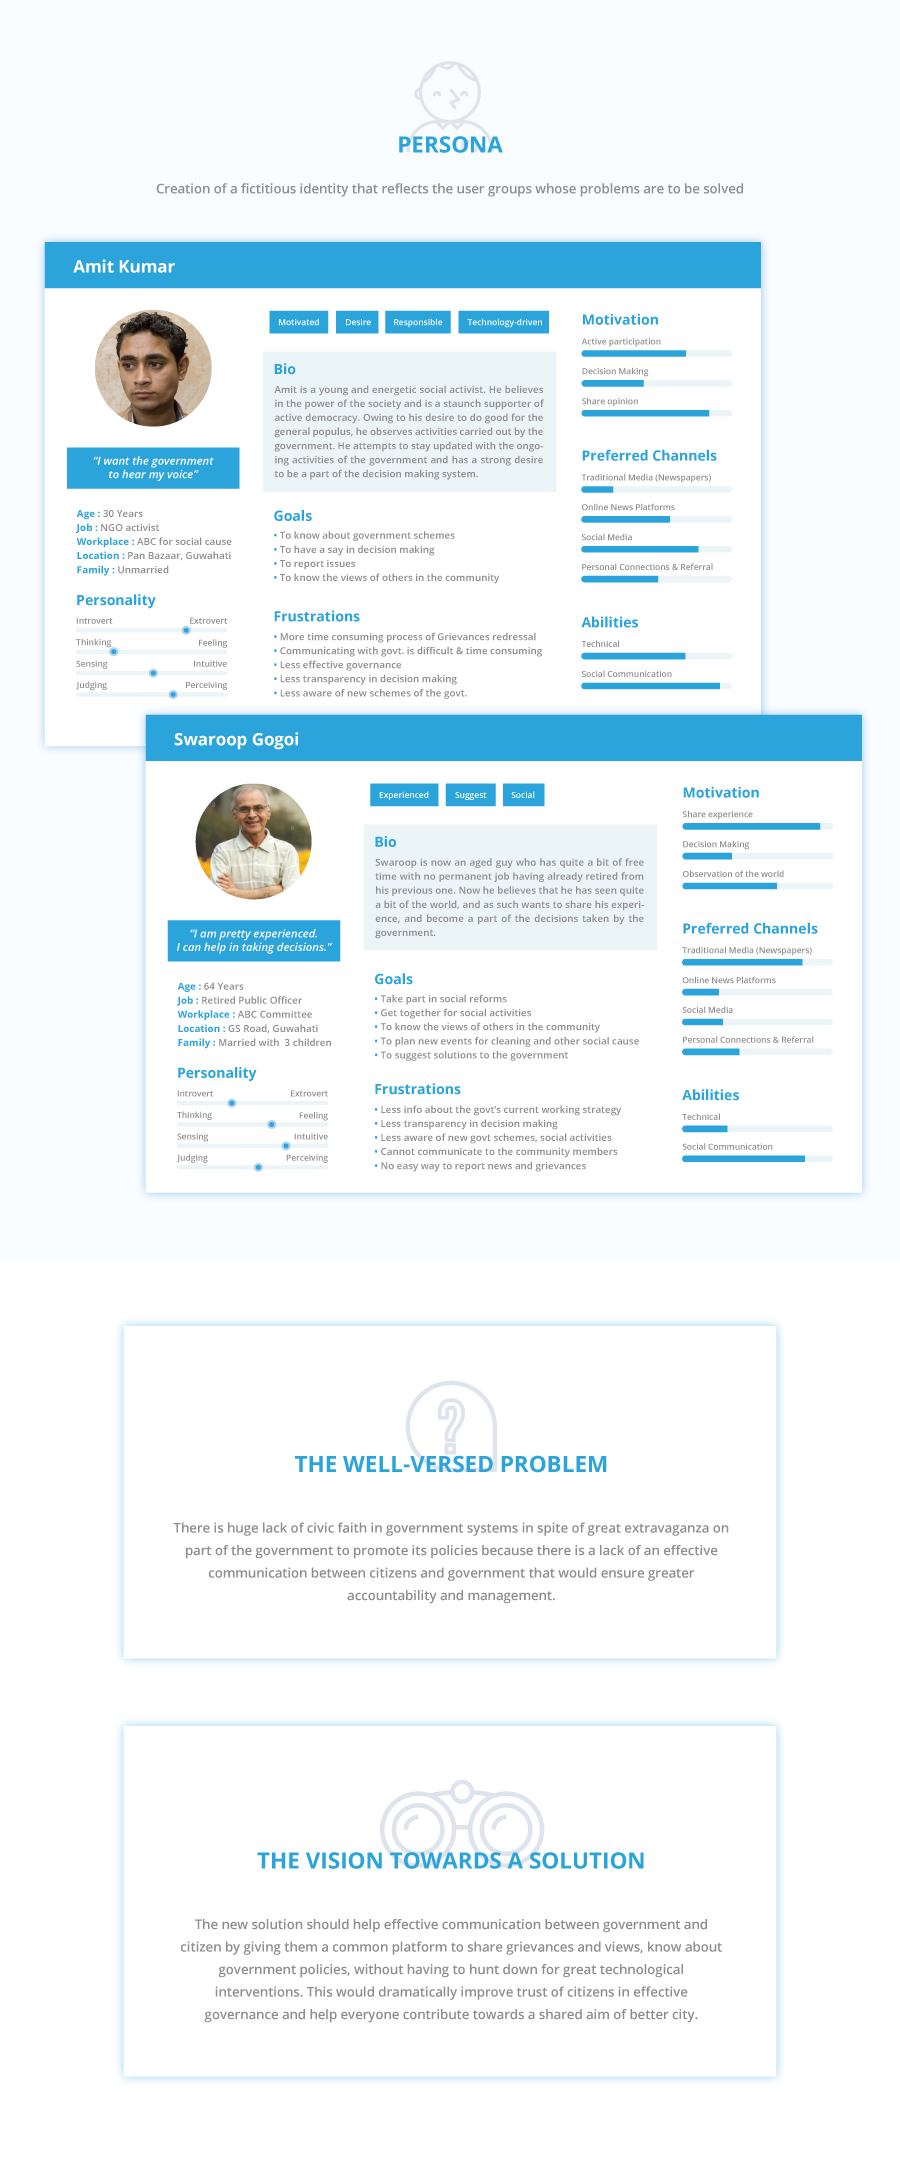 PERSONA
Creation of a fictitious identity that reflects the user groups whose problems are to be solved
Amit Kumar
“I want the government
to hear my voice”
Age : 30 Years
Job : NGO activist
Workplace : ABC for social cause
Location : Pan Bazaar, Guwahati
Family : Unmarried
Personality
Introvert Extrovert
Thinking Feeling
Sensing Intuitive
Judging Perceiving
Motivated Desire Responsible Technology-driven
Bio
Amit is a young and energetic social activist. He believes
in the power of the society and is a staunch supporter of
active democracy. Owing to his desire to do good for the
general populus, he observes activities carried out by the
government. He attempts to stay updated with the ongo-
ing activities of the government and has a strong desire
to be a part of the decision making system.
Goals
• To know about government schemes
• To have a say in decision making
• To report issues
• To know the views of others in the community
Frustrations
• More time consuming process of Grievances redressal
• Communicating with govt. is difficult & time consuming
• Less effective governance
• Less transparency in decision making
• Less aware of new schemes of the govt.
Motivation
Active participation
Decision Making
Share opinion
Preferred Channels
Traditional Media (Newspapers)
Online News Platforms
Social Media
Personal Connections & Referral
Abilities
Technical
Social Communication
Swaroop Gogoi
“I am pretty experienced.
I can help in taking decisions.”
Age : 64 Years
Job : Retired Public Officer
Workplace : ABC Committee
Location : GS Road, Guwahati
Family : Married with 3 children
Personality
Introvert Extrovert
Thinking Feeling
Sensing Intuitive
Judging Perceiving
Experienced Suggest Social
Bio
Swaroop is now an aged guy who has quite a bit of free
time with no permanent job having already retired from
his previous one. Now he believes that he has seen quite
a bit of the world, and as such wants to share his experi-
ence, and become a part of the decisions taken by the
government.
Goals
• Take part in social reforms
• Get together for social activities
• To know the views of others in the community
• To plan new events for cleaning and other social cause
• To suggest solutions to the government
Frustrations
• Less info about the govt's current working strategy
• Less transparency in decision making
• Less aware of new govt schemes, social activities
• Cannot communicate to the community members
• No easy way to report news and grievances
Motivation
Share experience
Decision Making
Observation of the world
Preferred Channels
Traditional Media (Newspapers)
Online News Platforms
Social Media
Personal Connections & Referral
Abilities
Technical
Social Communication
THE WELL-VERSED PROBLEM
There is huge lack of civic faith in government systems in spite of great extravaganza on
part of the government to promote its policies because there is a lack of an effective
communication between citizens and government that would ensure greater
accountability and management.
THE VISION TOWARDS A SOLUTION
The new solution should help effective communication between government and
citizen by giving them a common platform to share grievances and views, know about
government policies, without having to hunt down for great technological
interventions. This would dramatically improve trust of citizens in effective
governance and help everyone contribute towards a shared aim of better city.